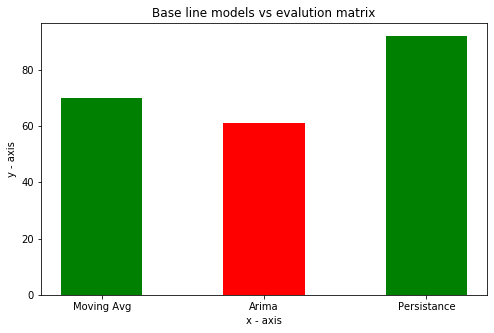 Base line models vs evalution matrix
y - axis
80
60
40
20
0
Moving Avg Arima Persistance
x - axis